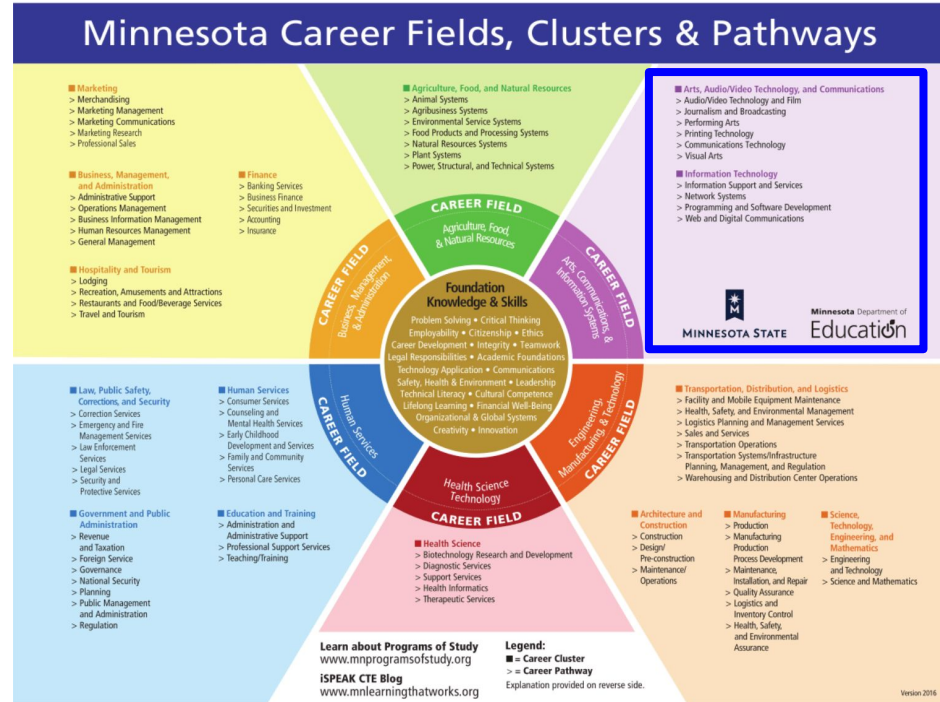 Minnesota Career Fields, Clusters & Pathways
■ Marketing
> Merchandising
> Marketing Management
> Marketing Communications
> Marketing Research
> Professional Sales
■ Business, Management,
and Administration
> Administrative Support
> Operations Management
> Business Information Management
> Human Resources Management
> General Management
■ Finance
> Banking Services
> Business Finance
> Securities and Investment
> Accounting
> Insurance
■ Hospitality and Tourism
> Lodging
> Recreation, Amusements and Attractions
> Restaurants and Food/Beverage Services
> Travel and Tourism
■ Agriculture, Food, and Natural Resources
> Animal Systems
> Agribusiness Systems
> Environmental Service Systems
> Food Products and Processing Systems
> Natural Resources Systems
> Plant Systems
> Power, Structural, and Technical Systems
■ Arts, Audio/Video Technology, and Communications
> Audio/Video Technology and Film
> Journalism and Broadcasting
> Performing Arts
> Printing Technology
> Communications Technology
> Visual Arts
■ Information Technology
> Information Support and Services
> Network Systems
> Programming and Software Development
> Web and Digital Communications
M
MINNESOTA STATE
Minnesota Department of
Education
CAREER FIELD
Business, Management,
& Administration
CAREER FIELD
Agriculture, Food,
& Natural Resources
CAREER FIELD
Arts, Communications, &
Information Systems
Foundation
Knowledge & Skills
Problem Solving • Critical Thinking
Employability • Citizenship • Ethics
Career Development • Integrity • Teamwork
Legal Responsibilities • Academic Foundations
Technology Application • Communications
Safety, Health & Environment • Leadership
Technical Literacy • Cultural Competence
Lifelong Learning • Financial Well-Being
Organizational & Global Systems
Creativity • Innovation
CAREER FIELD
Human Services
Health Science
Technology
CAREER FIELD
Engineering,
Manufacturing, & Technology
CAREER FIELD
■ Law, Public Safety,
Corrections, and Security
> Correction Services
> Emergency and Fire
Management Services
> Law Enforcement
Services
> Legal Services
> Security and
Protective Services
■ Human Services
> Consumer Services
> Counseling and
Mental Health Services
> Early Childhood
Development and Services
> Family and Community
Services
> Personal Care Services
■ Government and Public
Administration
> Revenue
and Taxation
> Foreign Service
> Governance
> National Security
> Planning
> Public Management
and Administration
> Regulation
■ Education and Training
> Administration and
Administrative Support
> Professional Support Services
> Teaching/Training
■ Health Science
> Biotechnology Research and Development
> Diagnostic Services
> Support Services
> Health Informatics
> Therapeutic Services
■ Transportation, Distribution, and Logistics
> Facility and Mobile Equipment Maintenance
> Health, Safety, and Environmental Management
> Logistics Planning and Management Services
> Sales and Services
> Transportation Operations
> Transportation Systems/Infrastructure
Planning, Management, and Regulation
> Warehousing and Distribution Center Operations
■ Architecture and
Construction
> Construction
> Design/
Pre-construction
> Maintenance/
Operations
■ Manufacturing
> Production
> Manufacturing
Production
Process Development
> Maintenance,
Installation, and Repair
> Quality Assurance
> Logistics and
Inventory Control
> Health, Safety,
and Environmental
Assurance
■ Science,
Technology,
Engineering, and
Mathematics
> Engineering
and Technology
> Science and Mathematics
Learn about Programs of Study
www.mnprogramsofstudy.org
iSPEAK CTE Blog
www.mnlearningthatworks.org
Legend:
■ = Career Cluster
> = Career Pathway
Explanation provided on reverse side.
Version 2016